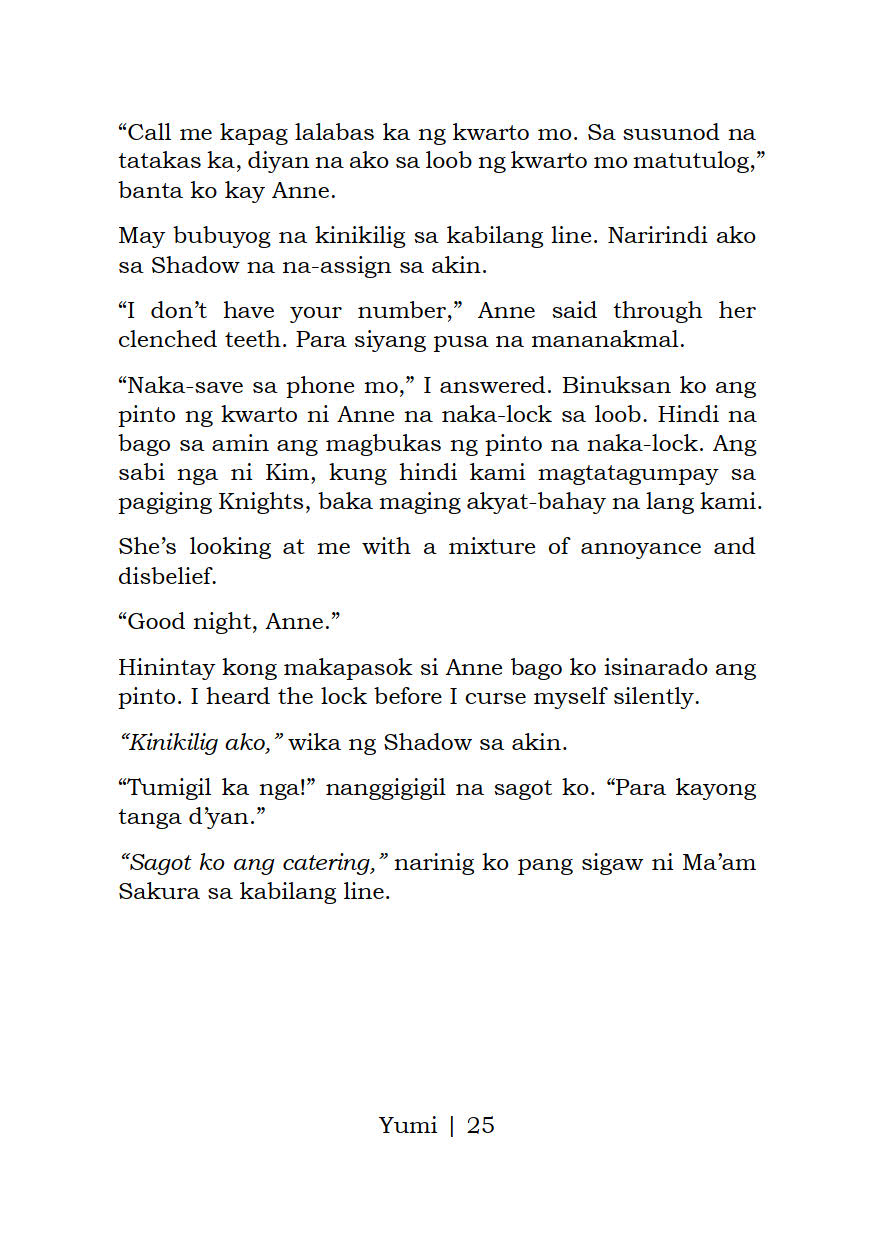 “Call me kapag lalabas ka ng kwarto mo. Sa susunod na
tatakas ka, diyan na ako sa loob ng kwarto mo matutulog,”
banta ko kay Anne.
May bubuyog na kinikilig sa kabilang line. Naririndi ako
sa Shadow na na-assign sa akin.
“I don’t have your number,” Anne said through her
clenched teeth. Para siyang pusa na mananakmal.
“Naka-save sa phone mo,” I answered. Binuksan ko ang
pinto ng kwarto ni Anne na naka-lock sa loob. Hindi na
bago sa amin ang magbukas ng pinto na naka-lock. Ang
sabi nga ni Kim, kung hindi kami magtatagumpay sa
pagiging Knights, baka maging akyat-bahay na lang kami.
She’s looking at me with a mixture of annoyance and
disbelief.
“Good night, Anne.”
Hinintay kong makapasok si Anne bago ko isinarado ang
pinto. I heard the lock before I curse myself silently.
“Kinikilig ako,” wika ng Shadow sa akin.
“Tumigil ka nga!” nanggigigil na sagot ko. “Para kayong
tanga d’yan.”
“Sagot ko ang catering,” narinig ko pang sigaw ni Ma’am
Sakura sa kabilang line.
Yumi | 25